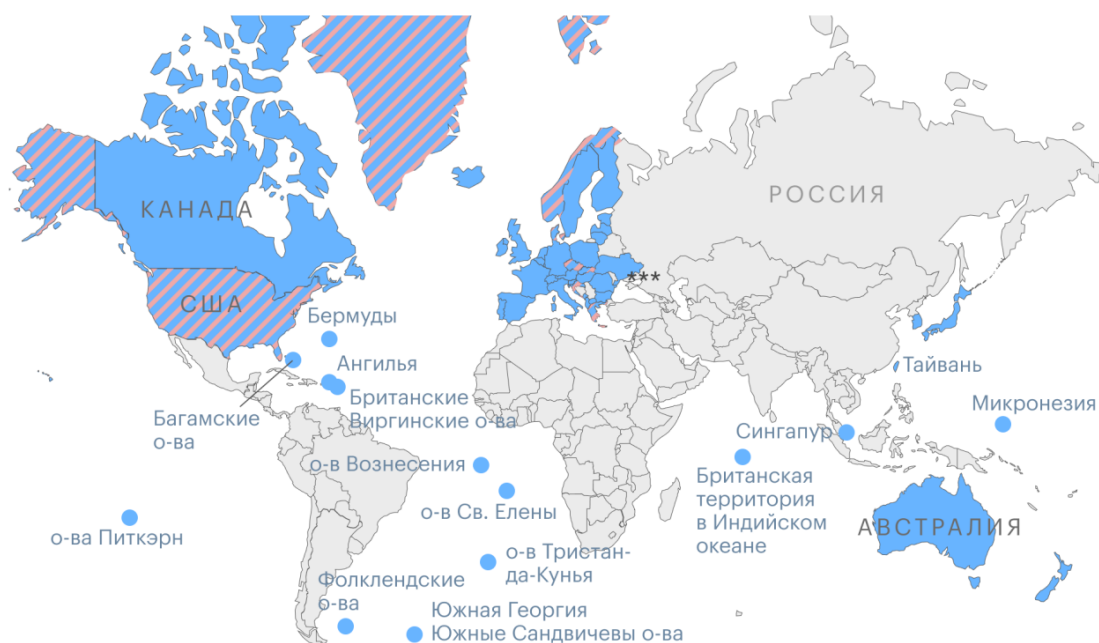 РОССИЯ
КАНАДА
***
США
Бермуды
Ангилья
Тайвань
Британские
Виргинские о-ва
Багамские
о-ва
Микронезия
Сингапур
о-в Вознесения
Британская
территория
в Индийском
океане
о-в Св. Елены
о-ва Питкэрн
АВСТРАЛИЯ
о-в Тристан-
да-Кунья
Фолклендские
о-ва
Южная Георгия
Южные Сандвичевы о-ва